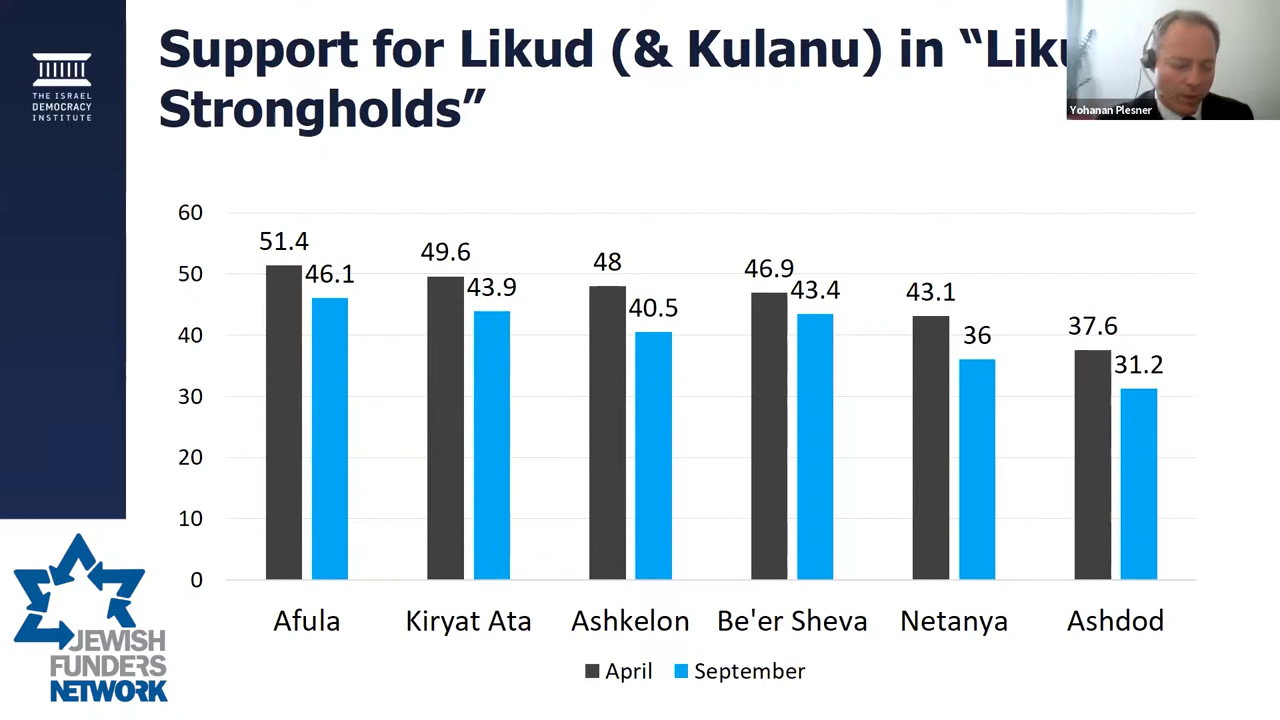 THE ISRAEL
DEMOCRACY
INSTITUTE
Support for Likud (& Kulanu) in “
Strongholds”
Yohanan Plesner
60
50
40
30
20
10
0
51.4
46.1
49.6
43.9
48
40.5
46.9
43.4
43.1
36
37.6
31.2
Afula
Kiryat Ata
Ashkelon
Be'er Sheva
Netanya
Ashdod
April
September
JEWISH
FUNDERS
NETWORK